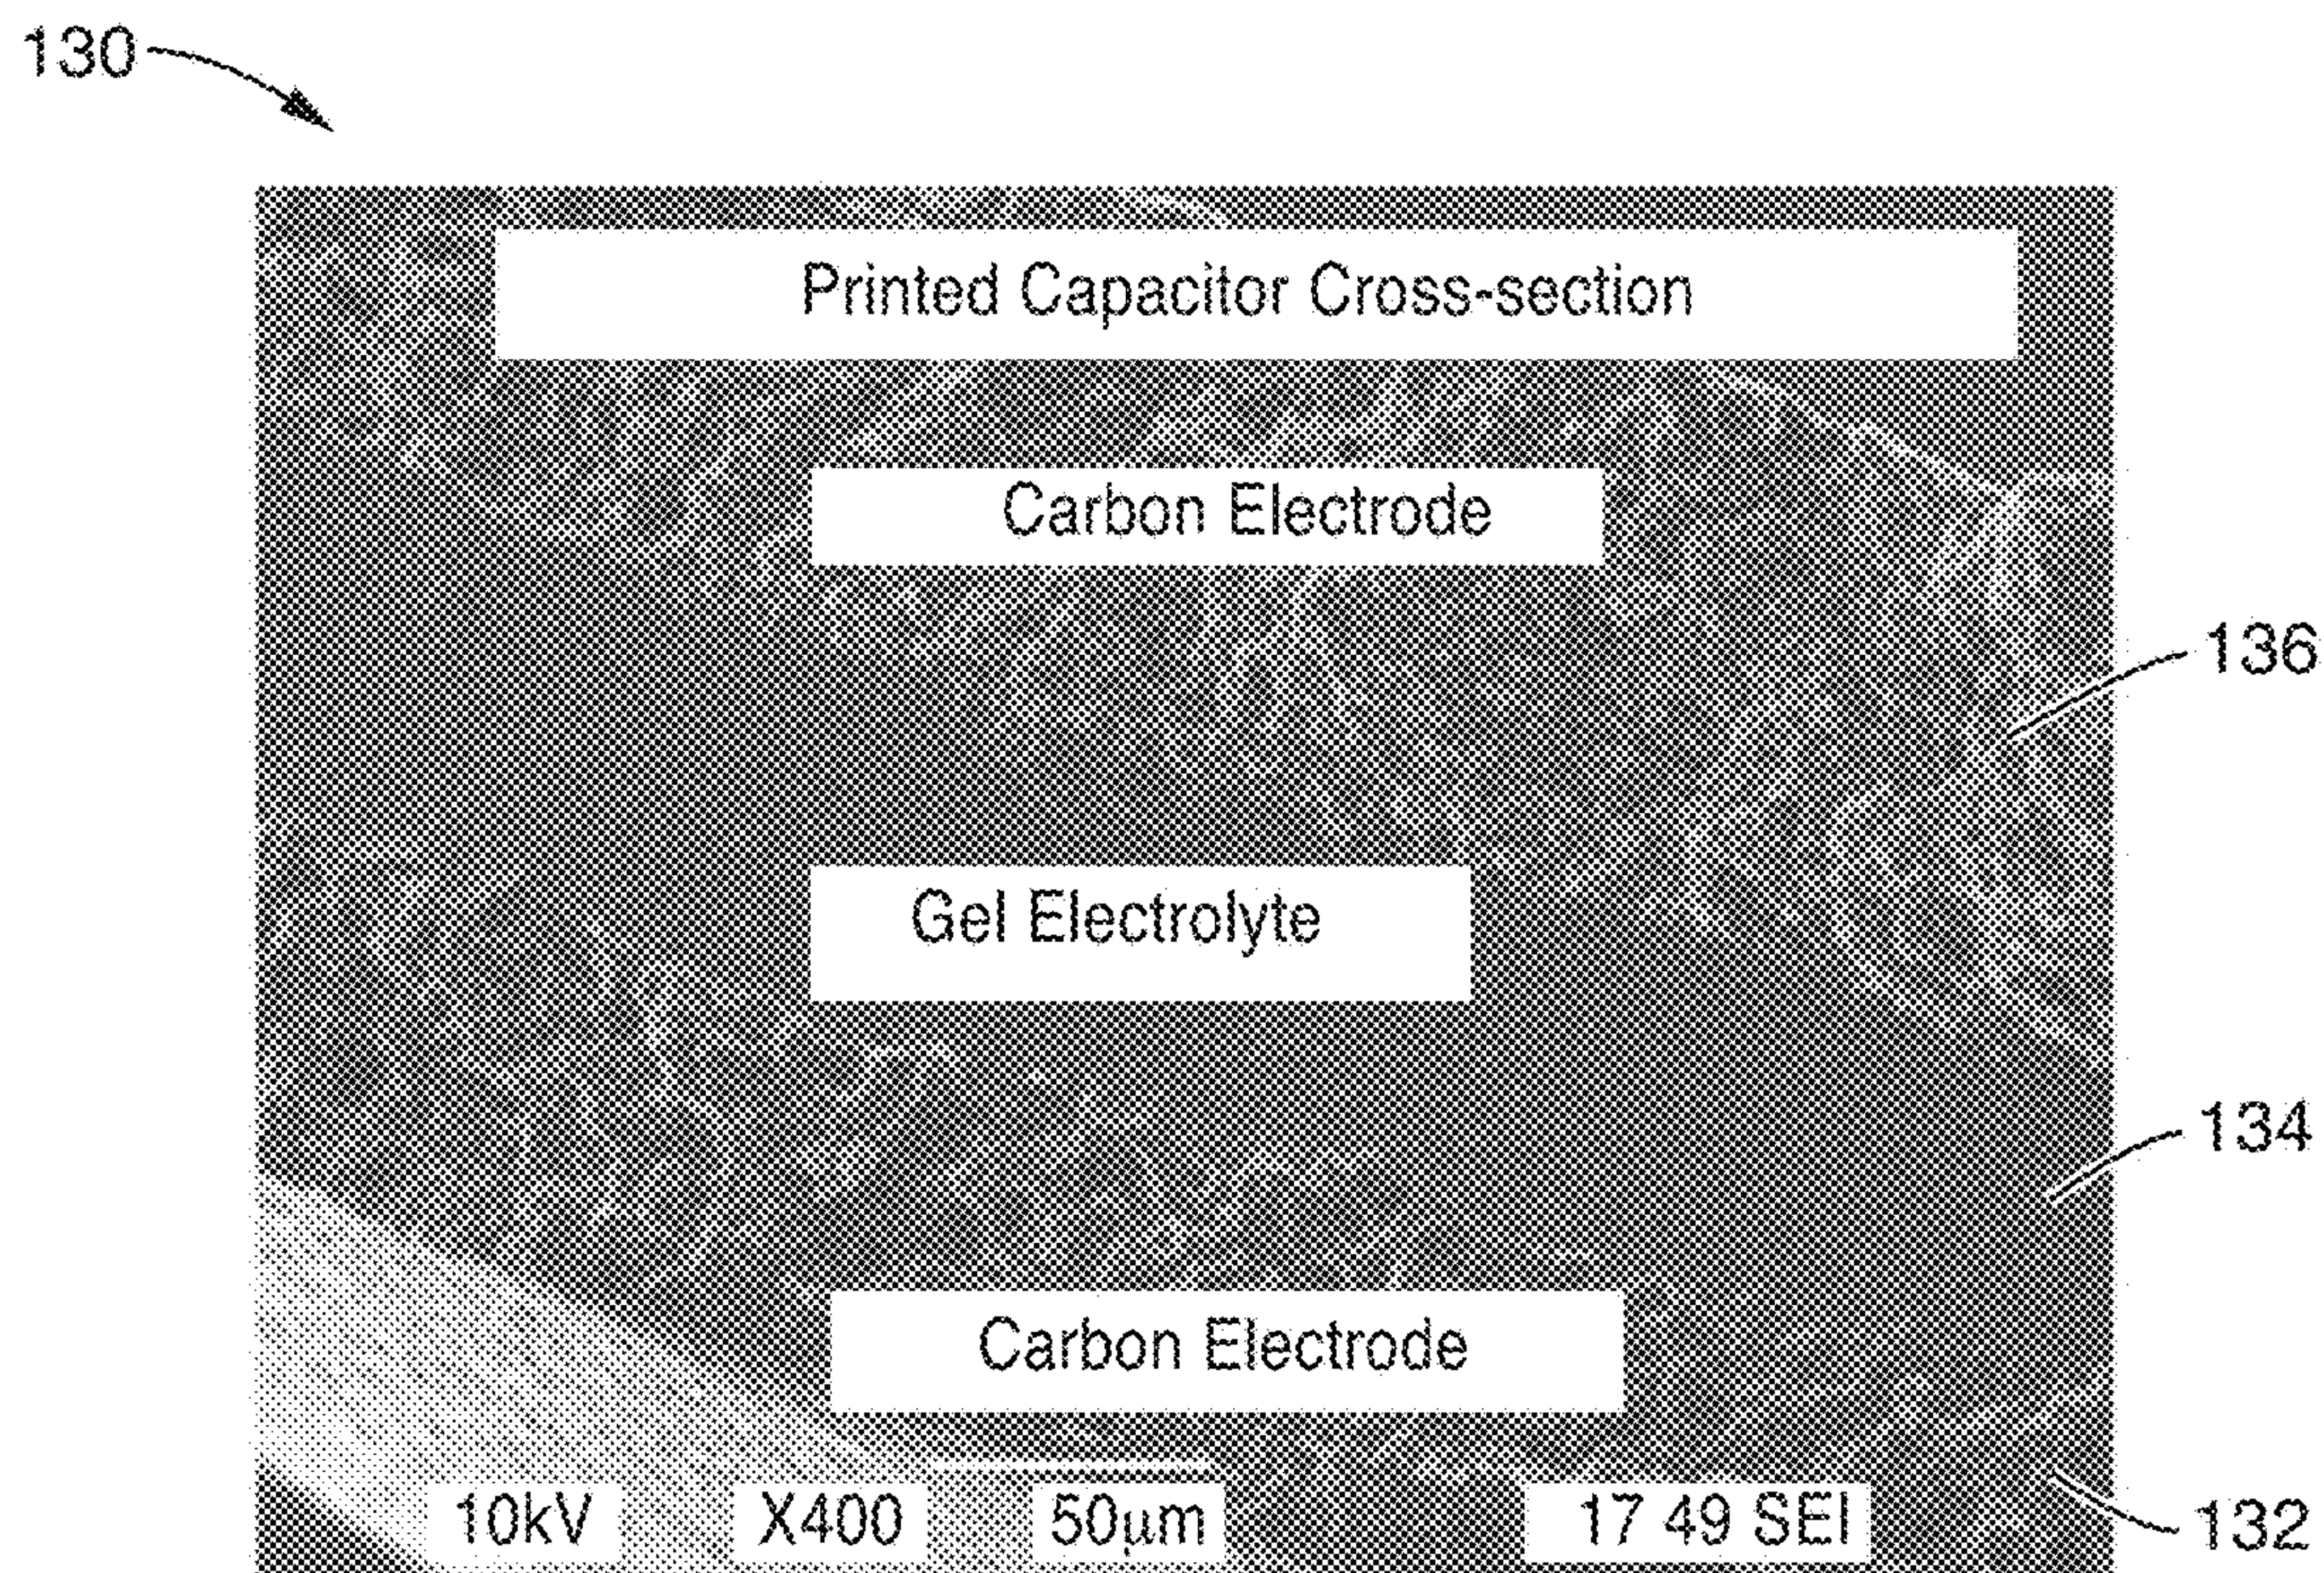 130
Printed Capacitor Cross-section
Carbon Electrode
136
Gel Electrolyte
134
Carbon Electrode
10kV X400 50µm 17 49 SEI
132